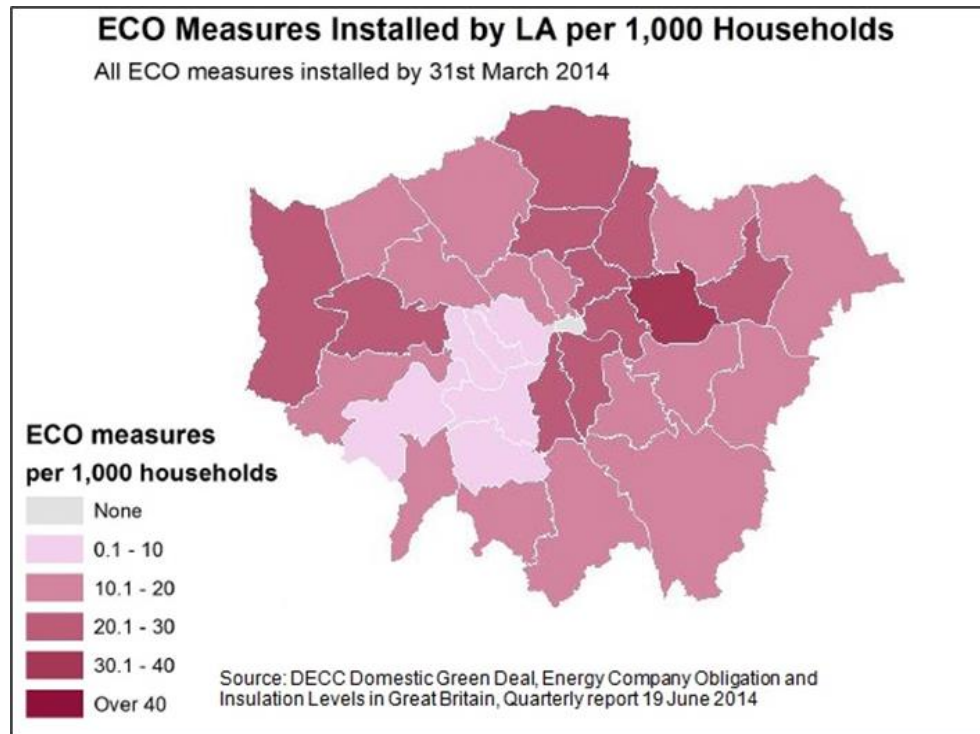 ECO Measures Installed by LA per 1,000 Households
All ECO measures installed by 31st March 2014
ECO measures
per 1,000 households
None
0.1 - 10
10.1 - 20
20.1 - 30
30.1 - 40
Over 40
Source: DECC Domestic Green Deal, Energy Company Obligation and
Insulation Levels in Great Britain, Quarterly report 19 June 2014